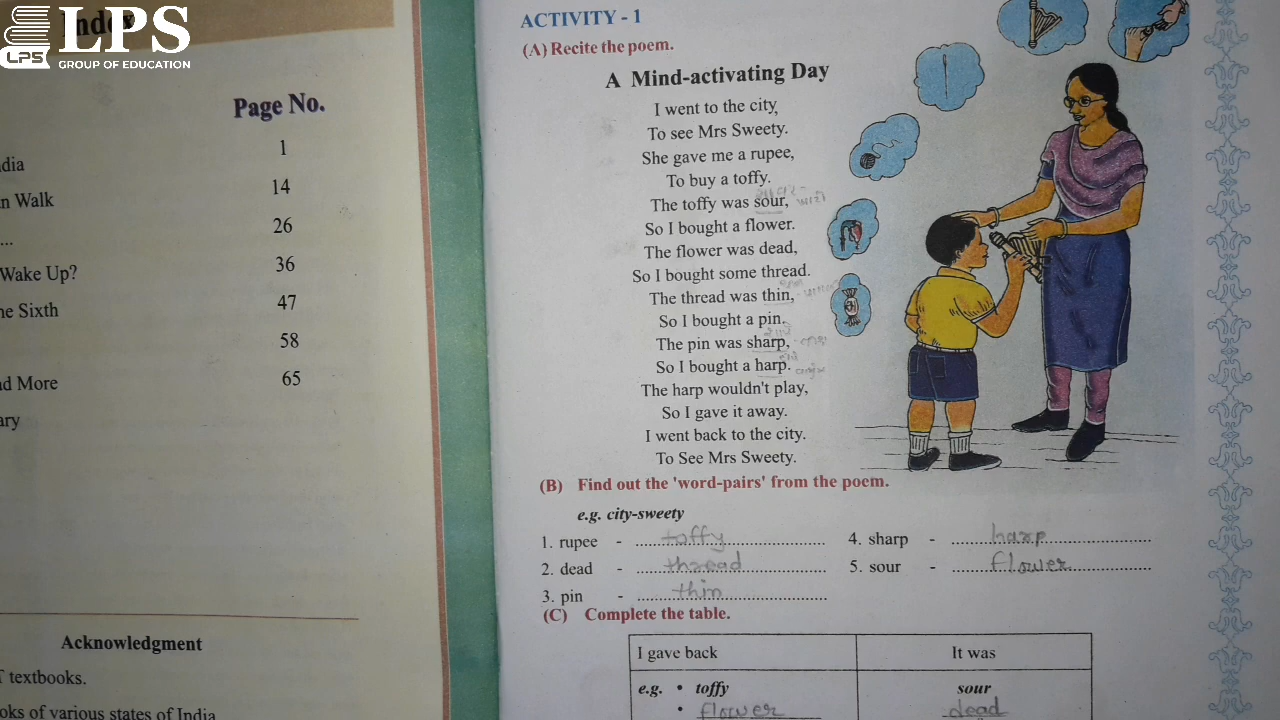 LPS
LPS
GROUP OF EDUCATION
Index
Page No.
dia 1
n Walk 14
... 26
Wake Up? 36
ne Sixth 47
58
nd More 65
ary
Acknowledgment
textbooks.
oks of various states of India
ACTIVITY - 1
(A) Recite the poem.
A Mind-activating Day
I went to the city,
To see Mrs Sweety.
She gave me a rupee,
To buy a toffy.
The toffy was sour,
So I bought a flower.
The flower was dead,
So I bought some thread.
The thread was thin,
So I bought a pin.
The pin was sharp,
So I bought a harp.
The harp wouldn't play,
So I gave it away.
I went back to the city.
To See Mrs Sweety.
(B) Find out the 'word-pairs' from the poem.
e.g. city-sweety
1. rupee - toffy 4. sharp - harp
2. dead - thread 5. sour - flower
3. pin - thin
(C) Complete the table.
I gave back It was
e.g. • toffy sour
• flower dead